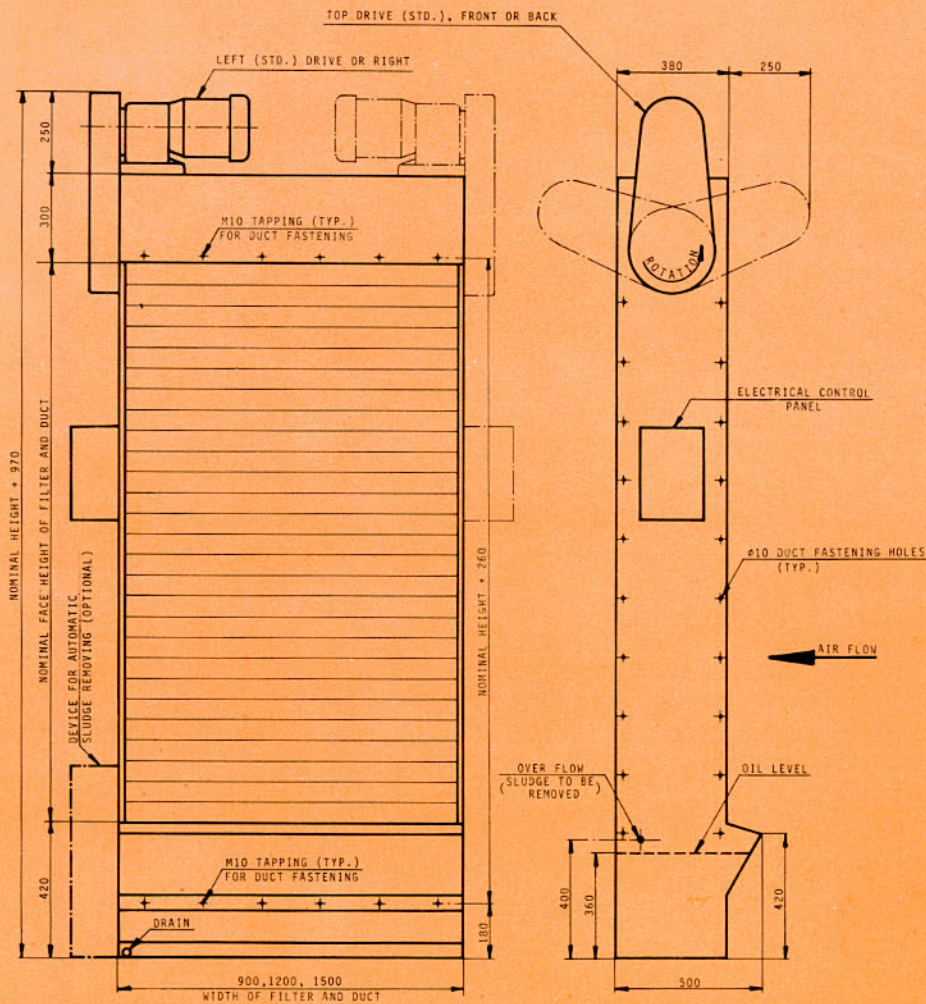 TOP DRIVE (STD.), FRONT OR BACK
LEFT (STD.) DRIVE OR RIGHT
380
250
250
300
M10 TAPPING (TYP.)
FOR DUCT FASTENING
ROTATION
NOMINAL HEIGHT + 970
NOMINAL FACE HEIGHT OF FILTER AND DUCT
NOMINAL HEIGHT + 260
ELECTRICAL CONTROL
PANEL
ø10 DUCT FASTENING HOLES
(TYP.)
AIR FLOW
DEVICE FOR AUTOMATIC
SLUDGE REMOVING (OPTIONAL)
OVER FLOW
(SLUDGE TO BE)
REMOVED
OIL LEVEL
420
M10 TAPPING (TYP.)
FOR DUCT FASTENING
DRAIN
180
400
360
420
900,1200, 1500
WIDTH OF FILTER AND DUCT
500